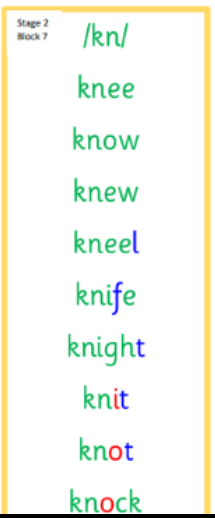 Stage 2
Block 7
/kn/
knee
know
knew
kneel
knife
knight
knit
knot
knock